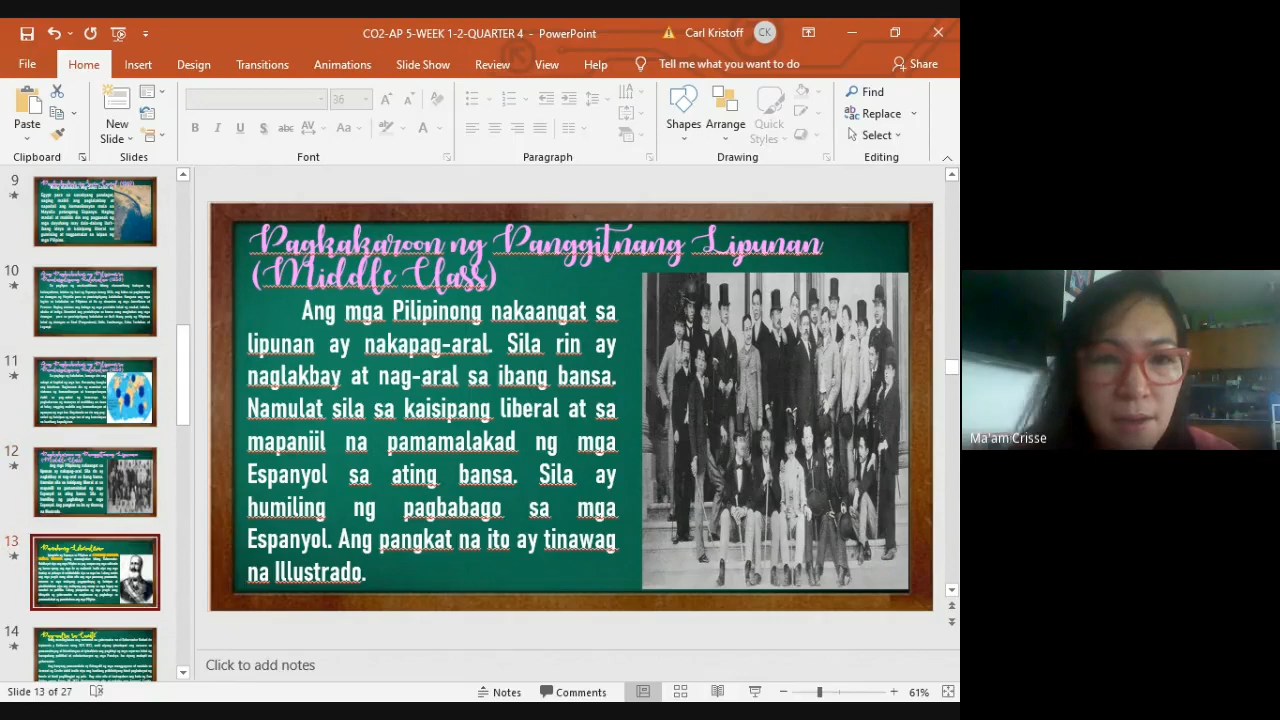 CO2-AP 5-WEEK 1-2-QUARTER 4 - PowerPoint
Carl Kristoff
CK
File
Home
Insert
Design
Transitions
Animations
Slide Show
Review
View
Help
Tell me what you want to do
Share
Paste
New
Slide
36
B I U S abc AV Aa A
Shapes
Arrange
Quick
Styles
Find
Replace
Select
Clipboard
Slides
Font
Paragraph
Drawing
Editing
9
10
11
12
13
14
Pagkakaroon ng Panggitnang Lipunan
(Middle Class)
Ang mga Pilipinong nakaangat sa
lipunan ay nakapag-aral. Sila rin ay
naglakbay at nag-aral sa ibang bansa.
Namulat sila sa kaisipang liberal at sa
mapaniil na pamamalakad ng mga
Espanyol sa ating bansa. Sila ay
humiling ng pagbabago sa mga
Espanyol. Ang pangkat na ito ay tinawag
na Illustrado.
Ma'am Crisse
Click to add notes
Slide 13 of 27
Notes
Comments
61%